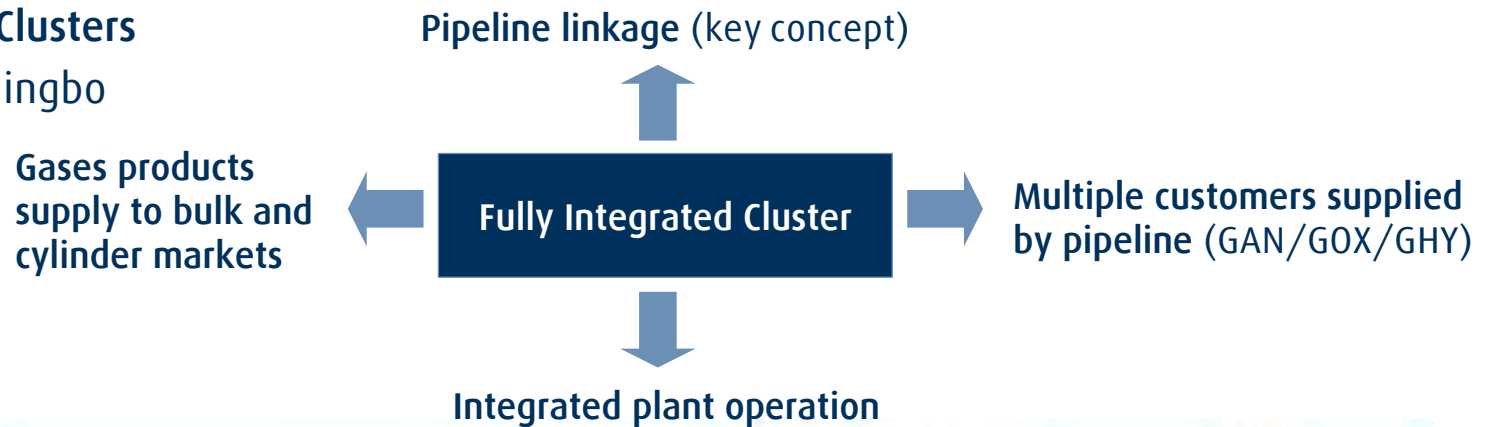 Clusters
ingbo
Pipeline linkage (key concept)
Gases products
supply to bulk and
cylinder markets
Fully Integrated Cluster
Multiple customers supplied
by pipeline (GAN/GOX/GHY)
Integrated plant operation